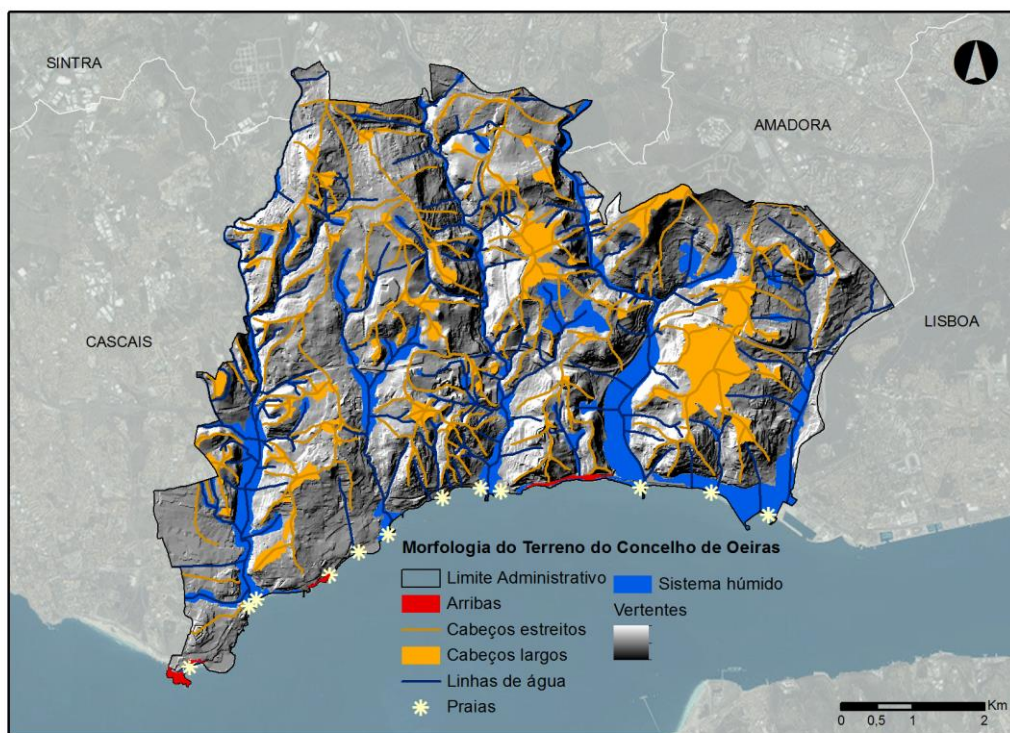 SINTRA
AMADORA
CASCAIS
LISBOA
Morfologia do Terreno do Concelho de Oeiras
Limite Administrativo
Arribas
Cabeços estreitos
Cabeços largos
Linhas de água
Praias
Sistema húmido
Vertentes
Km
0 0,5 1 2